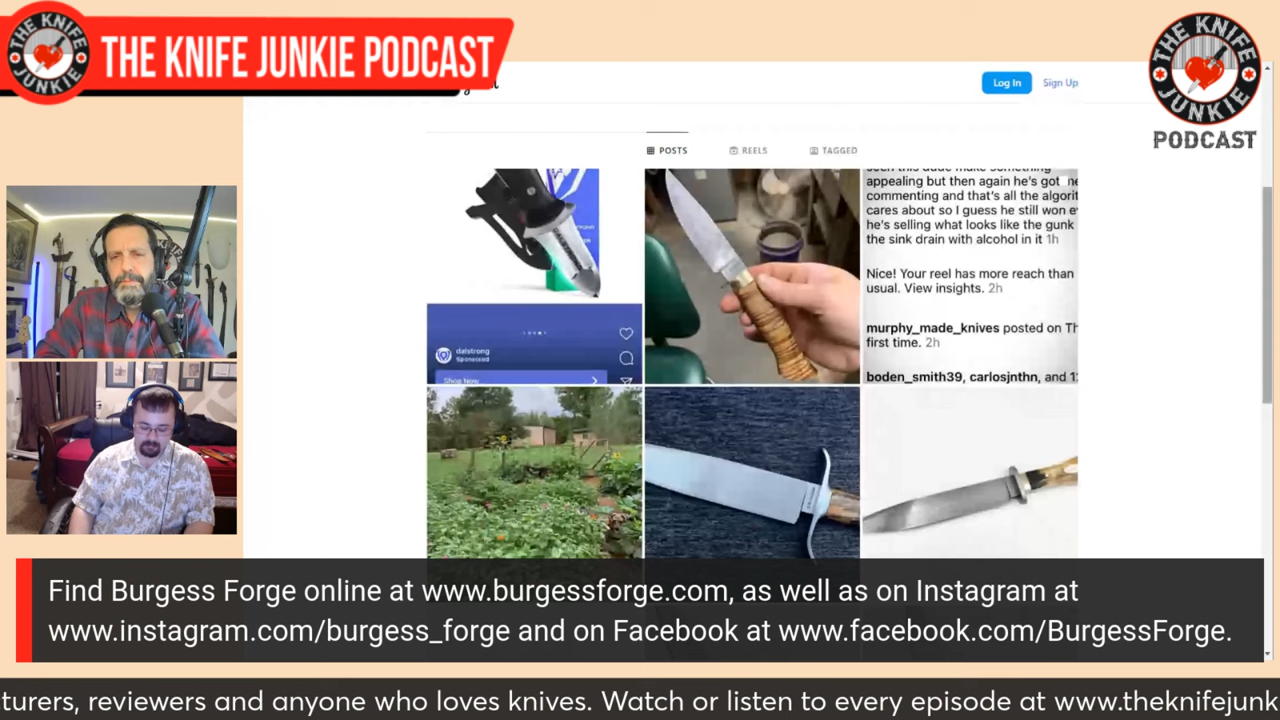 THE KNIFE JUNKIE
THE KNIFE JUNKIE PODCAST
THE KNIFE JUNKIE
PODCAST
Log In
Sign Up
POSTS
REELS
TAGGED
appealing but then again he's got
commenting and that's all the algorit
cares about so I guess he still won e
he's selling what looks like the gunk
the sink drain with alcohol in it 1h
Nice! Your reel has more reach than
usual. View insights. 2h
murphy_made_knives posted on Th
first time. 2h
boden_smith39, carlosjnthn, and 1
dalstrong
Sponsored
Shop Now
Find Burgess Forge online at www.burgessforge.com, as well as on Instagram at
www.instagram.com/burgess_forge and on Facebook at www.facebook.com/BurgessForge.
turers, reviewers and anyone who loves knives. Watch or listen to every episode at www.theknifejunk